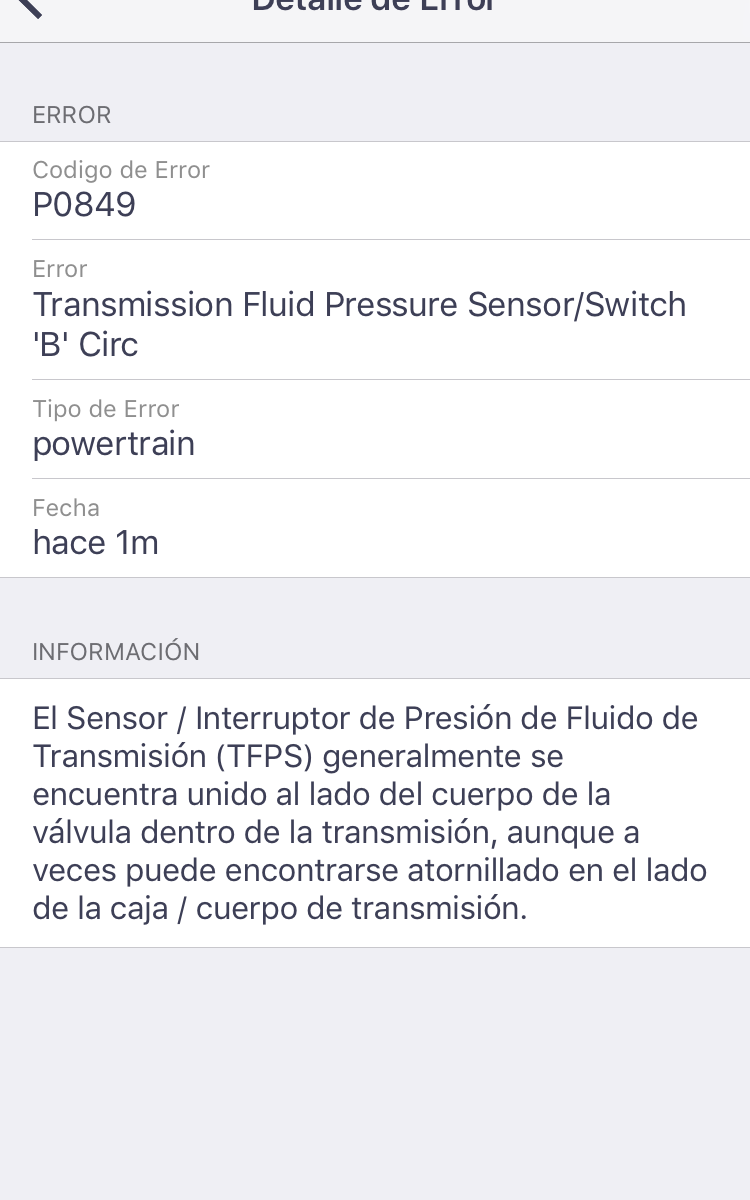 Detalle de Error
ERROR
Codigo de Error
P0849
Error
Transmission Fluid Pressure Sensor/Switch
'B' Circ
Tipo de Error
powertrain
Fecha
hace 1m
INFORMACIÓN
El Sensor / Interruptor de Presión de Fluido de
Transmisión (TFPS) generalmente se
encuentra unido al lado del cuerpo de la
válvula dentro de la transmisión, aunque a
veces puede encontrarse atornillado en el lado
de la caja / cuerpo de transmisión.